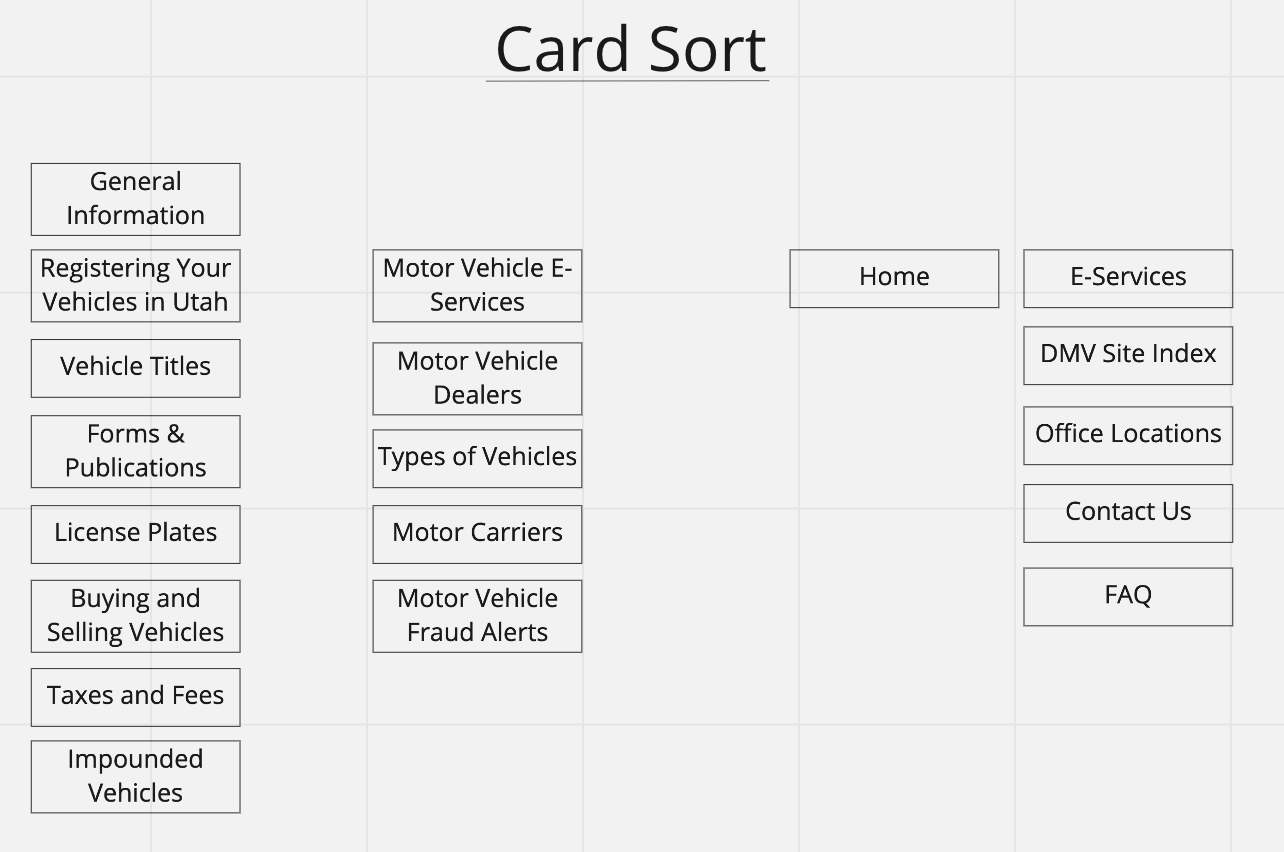 Card Sort
General
Information
Registering Your
Vehicles in Utah
Vehicle Titles
Forms &
Publications
License Plates
Buying and
Selling Vehicles
Taxes and Fees
Impounded
Vehicles
Motor Vehicle E-
Services
Motor Vehicle
Dealers
Types of Vehicles
Motor Carriers
Motor Vehicle
Fraud Alerts
Home
E-Services
DMV Site Index
Office Locations
Contact Us
FAQ